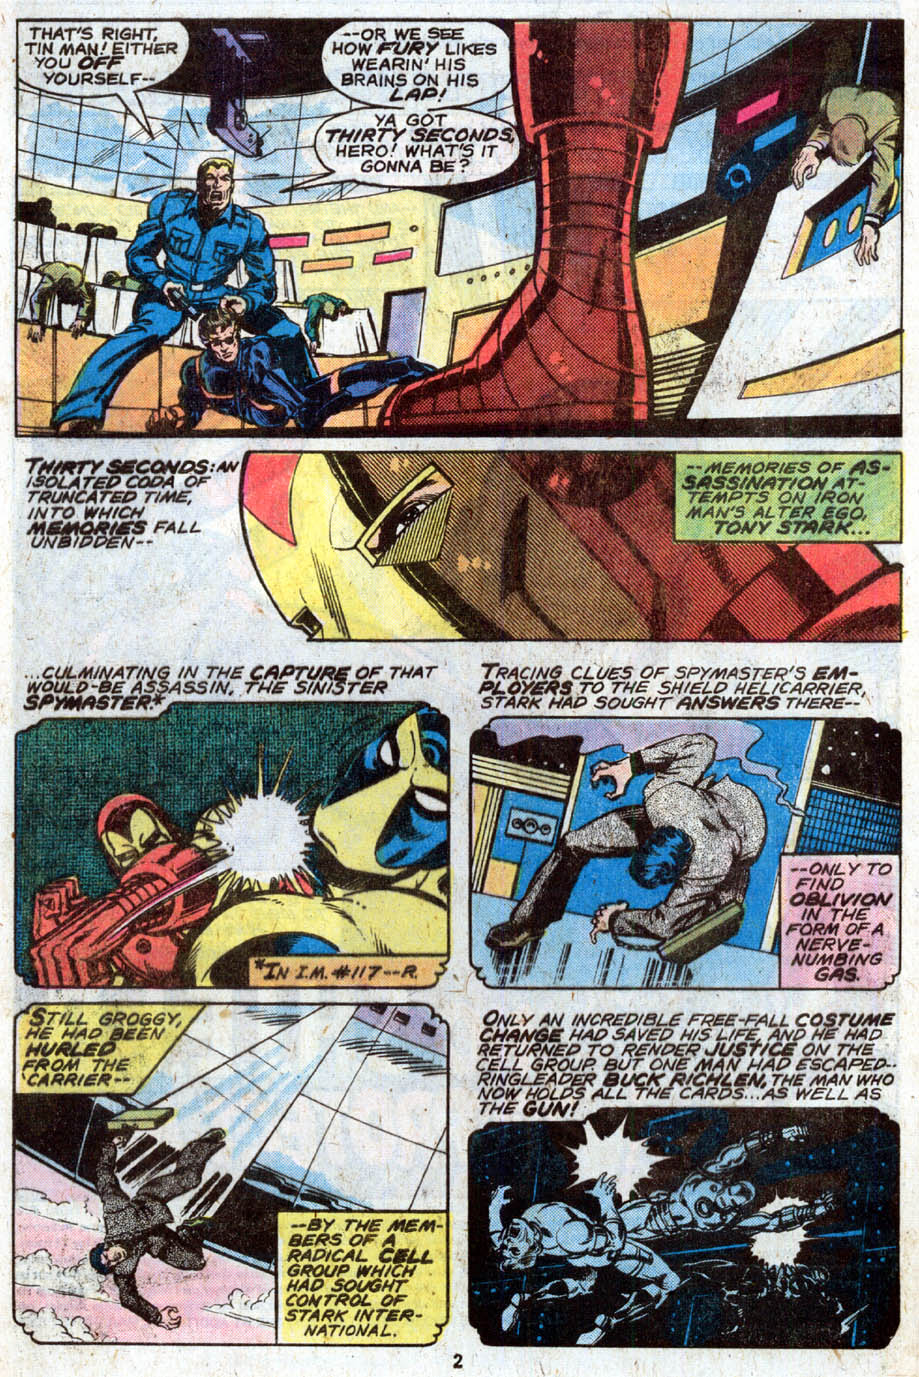 THAT'S RIGHT,
TIN MAN! EITHER
YOU OFF
YOURSELF--
--OR WE SEE
HOW FURY LIKES
WEARIN' HIS
BRAINS ON HIS
LAP!
YA GOT
THIRTY SECONDS,
HERO! WHAT'S IT
GONNA BE?
THIRTY SECONDS: AN
ISOLATED CODA OF
TRUNCATED TIME,
INTO WHICH
MEMORIES FALL
UNBIDDEN--
--MEMORIES OF AS-
SASSINATION AT-
TEMPTS ON IRON
MAN'S ALTER EGO,
TONY STARK...
...CULMINATING IN THE CAPTURE OF THAT
WOULD-BE ASSASSIN, THE SINISTER
SPYMASTER*
*IN I.M. #117--R.
TRACING CLUES OF SPYMASTER'S EM-
PLOYERS TO THE SHIELD HELICARRIER,
STARK HAD SOUGHT ANSWERS THERE--
--ONLY TO
FIND
OBLIVION
IN THE
FORM OF A
NERVE-
NUMBING
GAS.
STILL GROGGY,
HE HAD BEEN
HURLED
FROM THE
CARRIER--
--BY THE MEM-
BERS OF A
RADICAL CELL
GROUP WHICH
HAD SOUGHT
CONTROL OF
STARK INTER-
NATIONAL.
ONLY AN INCREDIBLE FREE-FALL COSTUME
CHANGE HAD SAVED HIS LIFE, AND HE HAD
RETURNED TO RENDER JUSTICE ON THE
CELL GROUP. BUT ONE MAN HAD ESCAPED--
RINGLEADER BUCK RICHLEN, THE MAN WHO
NOW HOLDS ALL THE CARDS...AS WELL AS
THE GUN!
2